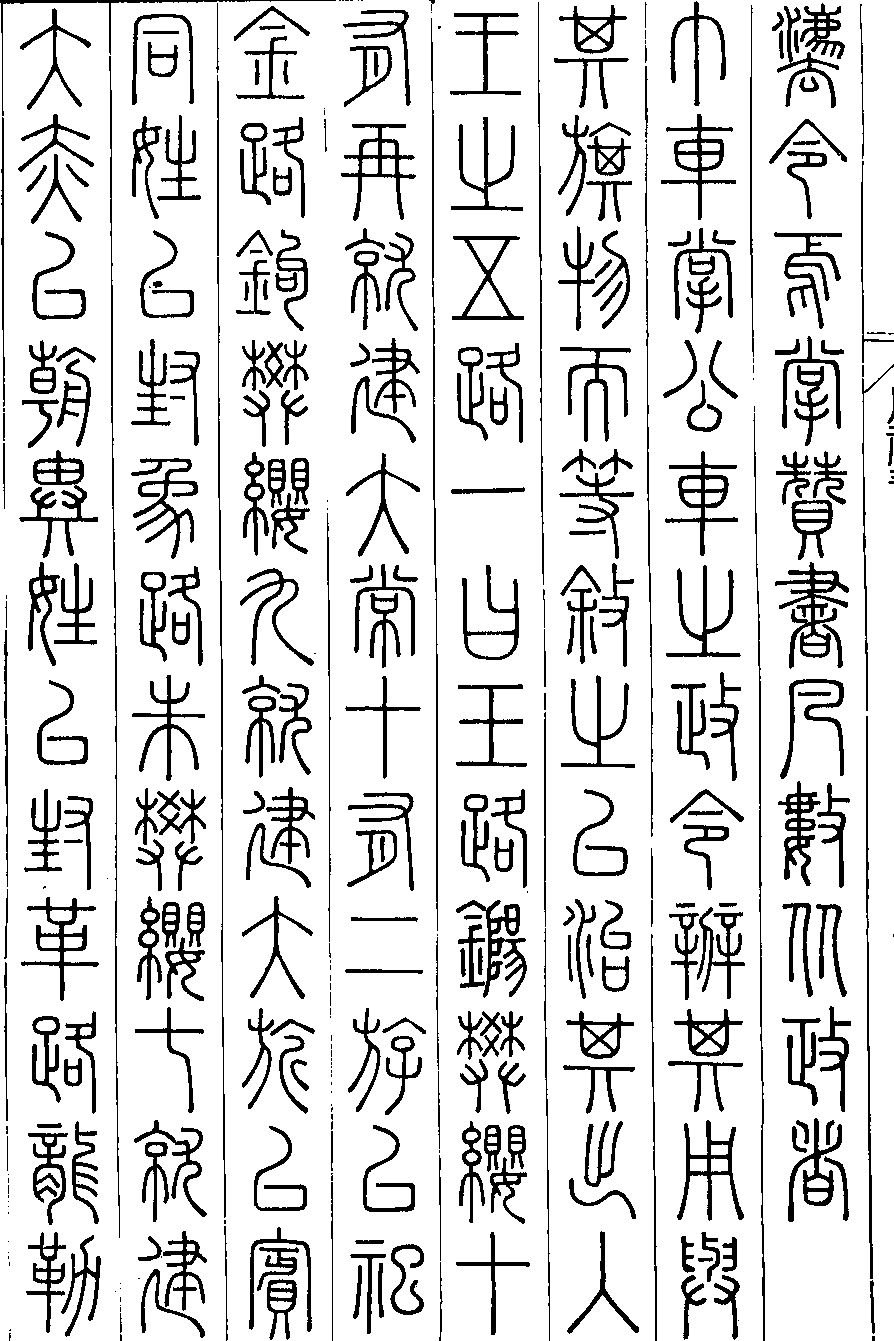 灋令焉掌贊書凡數从政者
巾車掌公車之政令辨其用與
其旗物而等敘之以治其出入
王之五路一曰玉路鍚樊纓十
有再就建大常十有二斿以祀
金路鉤樊纓九就建大旂以賓
同姓以封象路朱樊纓七就建
大赤以朝異姓以封革路龍勒